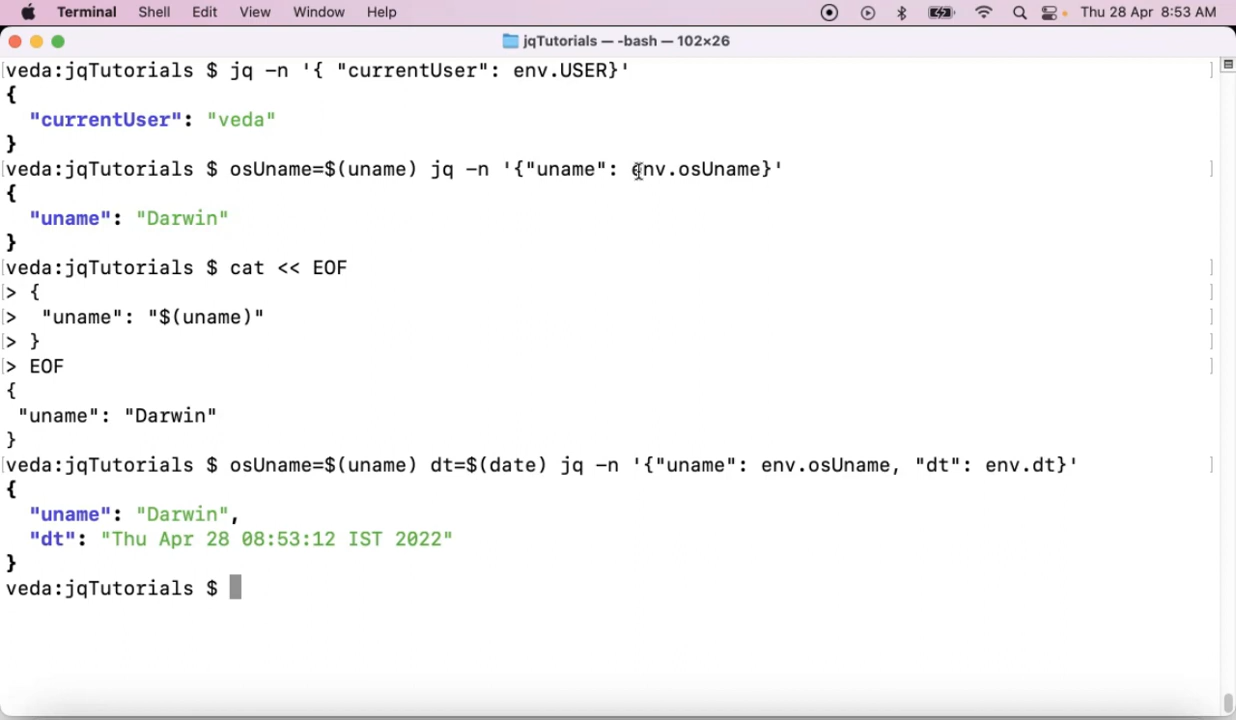 Terminal Shell Edit View Window Help Thu 28 Apr 8:53 AM
jqTutorials — -bash — 102×26
veda:jqTutorials $ jq -n '{ "currentUser": env.USER}'
{
"currentUser": "veda"
}
veda:jqTutorials $ osUname=$(uname) jq -n '{"uname": env.osUname}'
{
"uname": "Darwin"
}
veda:jqTutorials $ cat << EOF
> {
> "uname": "$(uname)"
> }
> EOF
{
"uname": "Darwin"
}
veda:jqTutorials $ osUname=$(uname) dt=$(date) jq -n '{"uname": env.osUname, "dt": env.dt}'
{
"uname": "Darwin",
"dt": "Thu Apr 28 08:53:12 IST 2022"
}
veda:jqTutorials $